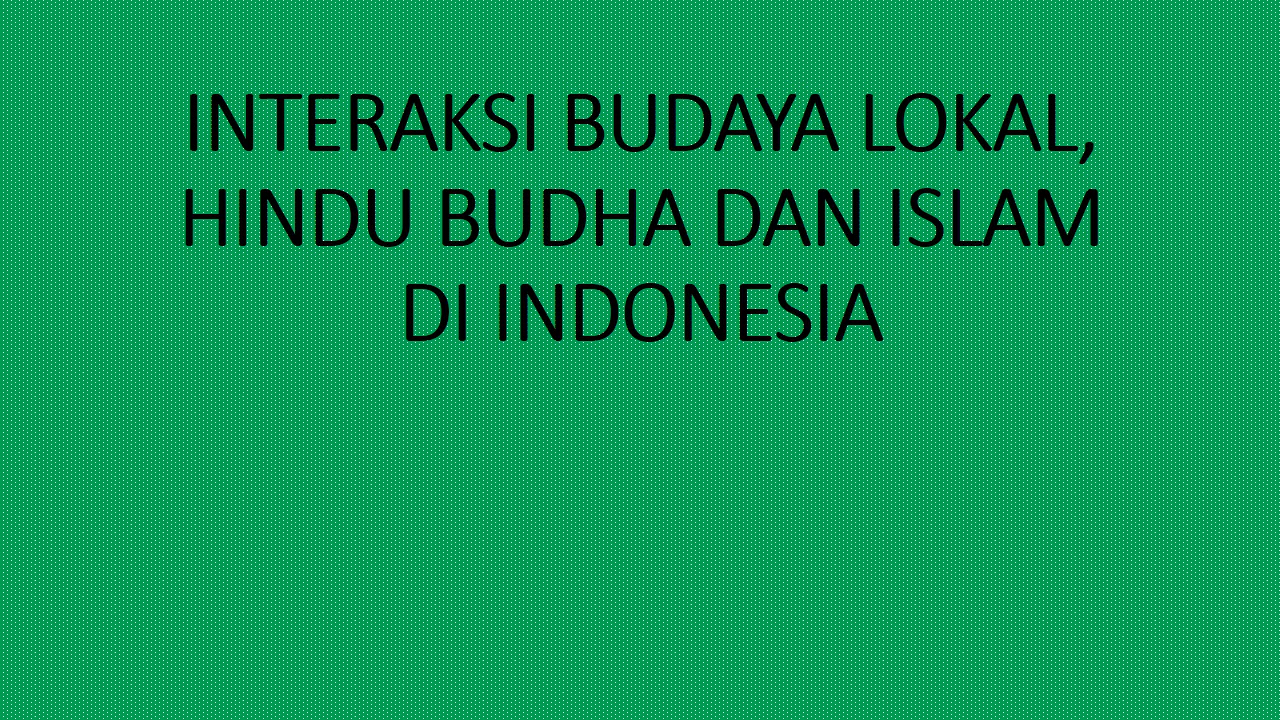 INTERAKSI BUDAYA LOKAL,
HINDU BUDHA DAN ISLAM
DI INDONESIA